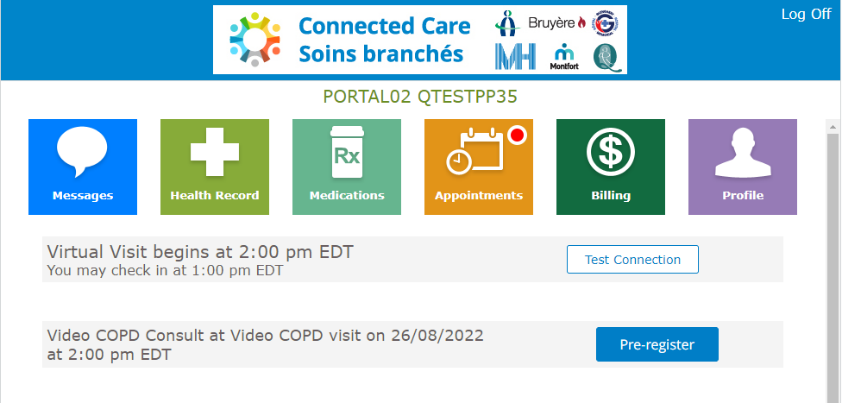 Log Off
Connected Care
Soins branchés
Bruyère
MH
Montfort
PORTAL02 QTESTPP35
Rx
$
Messages
Health Record
Medications
Appointments
Billing
Profile
Virtual Visit begins at 2:00 pm EDT
You may check in at 1:00 pm EDT
Test Connection
Video COPD Consult at Video COPD visit on 26/08/2022
at 2:00 pm EDT
Pre-register